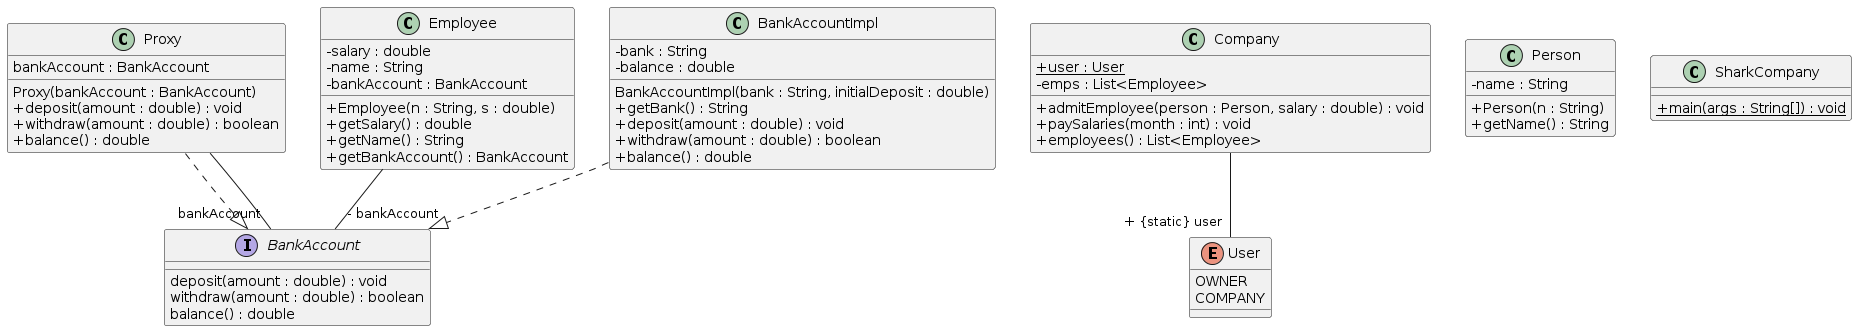 C Proxy
bankAccount : BankAccount
Proxy(bankAccount : BankAccount)
+deposit(amount : double) : void
+withdraw(amount : double) : boolean
+balance() : double
C Employee
-salary : double
-name : String
-bankAccount : BankAccount
+Employee(n : String, s : double)
+getSalary() : double
+getName() : String
+getBankAccount() : BankAccount
C BankAccountImpl
-bank : String
-balance : double
BankAccountImpl(bank : String, initialDeposit : double)
+getBank() : String
+deposit(amount : double) : void
+withdraw(amount : double) : boolean
+balance() : double
C Company
+user : User
-emps : List<Employee>
+admitEmployee(person : Person, salary : double) : void
+paySalaries(month : int) : void
+employees() : List<Employee>
C Person
-name : String
+Person(n : String)
+getName() : String
C SharkCompany
+main(args : String[]) : void
bankAccount
- bankAccount
+ {static} user
I BankAccount
deposit(amount : double) : void
withdraw(amount : double) : boolean
balance() : double
E User
OWNER
COMPANY